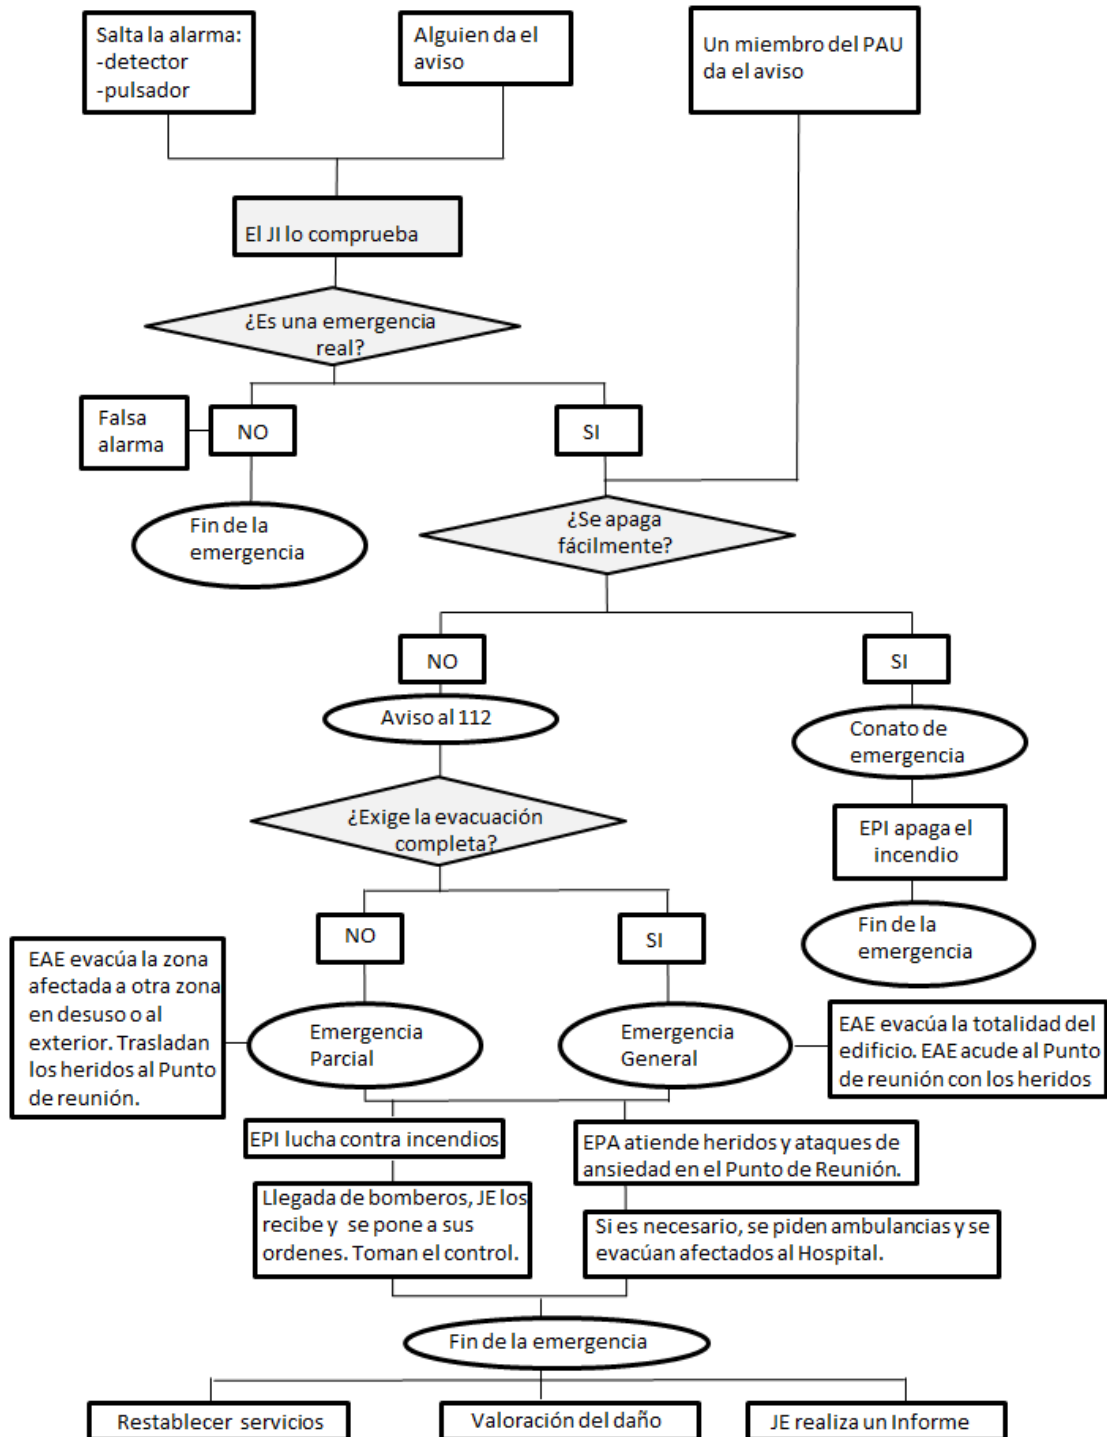 Salta la alarma:
-detector
-pulsador
Alguien da el
aviso
Un miembro del PAU
da el aviso
El JI lo comprueba
¿Es una emergencia
real?
Falsa
alarma
NO
SI
Fin de la
emergencia
¿Se apaga
fácilmente?
NO
SI
Aviso al 112
Conato de
emergencia
¿Exige la evacuación
completa?
EPI apaga el
incendio
NO
SI
Fin de la
emergencia
EAE evacúa la zona
afectada a otra zona
en desuso o al
exterior. Trasladan
los heridos al Punto
de reunión.
Emergencia
Parcial
Emergencia
General
EAE evacúa la totalidad del
edificio. EAE acude al Punto
de reunión con los heridos
EPI lucha contra incendios
EPA atiende heridos y ataques de
ansiedad en el Punto de Reunión.
Llegada de bomberos, JE los
recibe y se pone a sus
ordenes. Toman el control.
Si es necesario, se piden ambulancias y se
evacúan afectados al Hospital.
Fin de la emergencia
Restablecer servicios
Valoración del daño
JE realiza un Informe